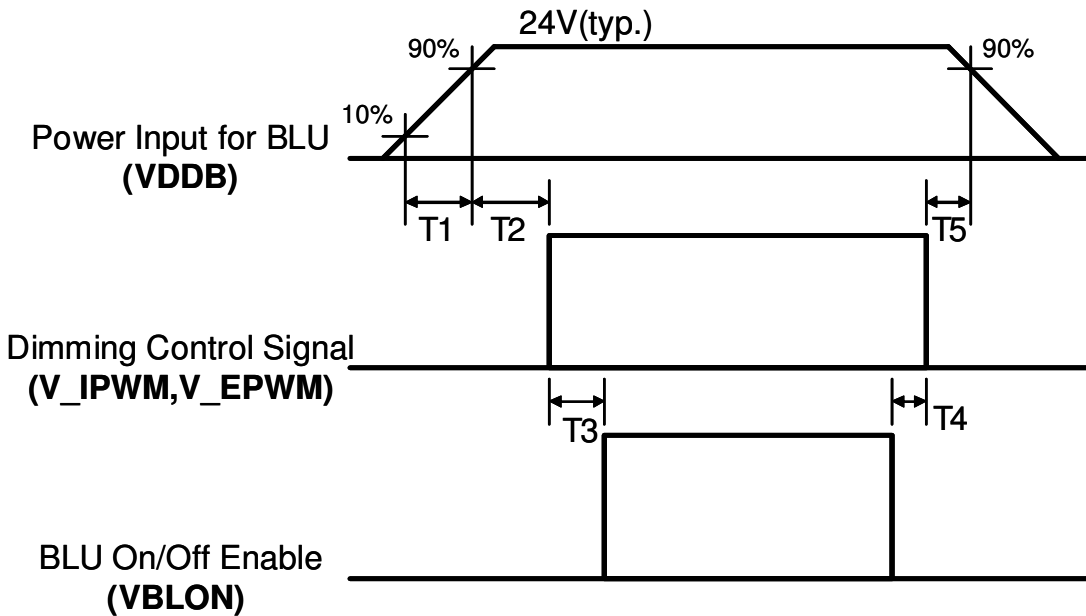 24V(typ.)
90%
90%
10%
Power Input for BLU
(VDDB)
T1
T2
T5
Dimming Control Signal
(V_IPWM,V_EPWM)
T3
T4
BLU On/Off Enable
(VBLON)